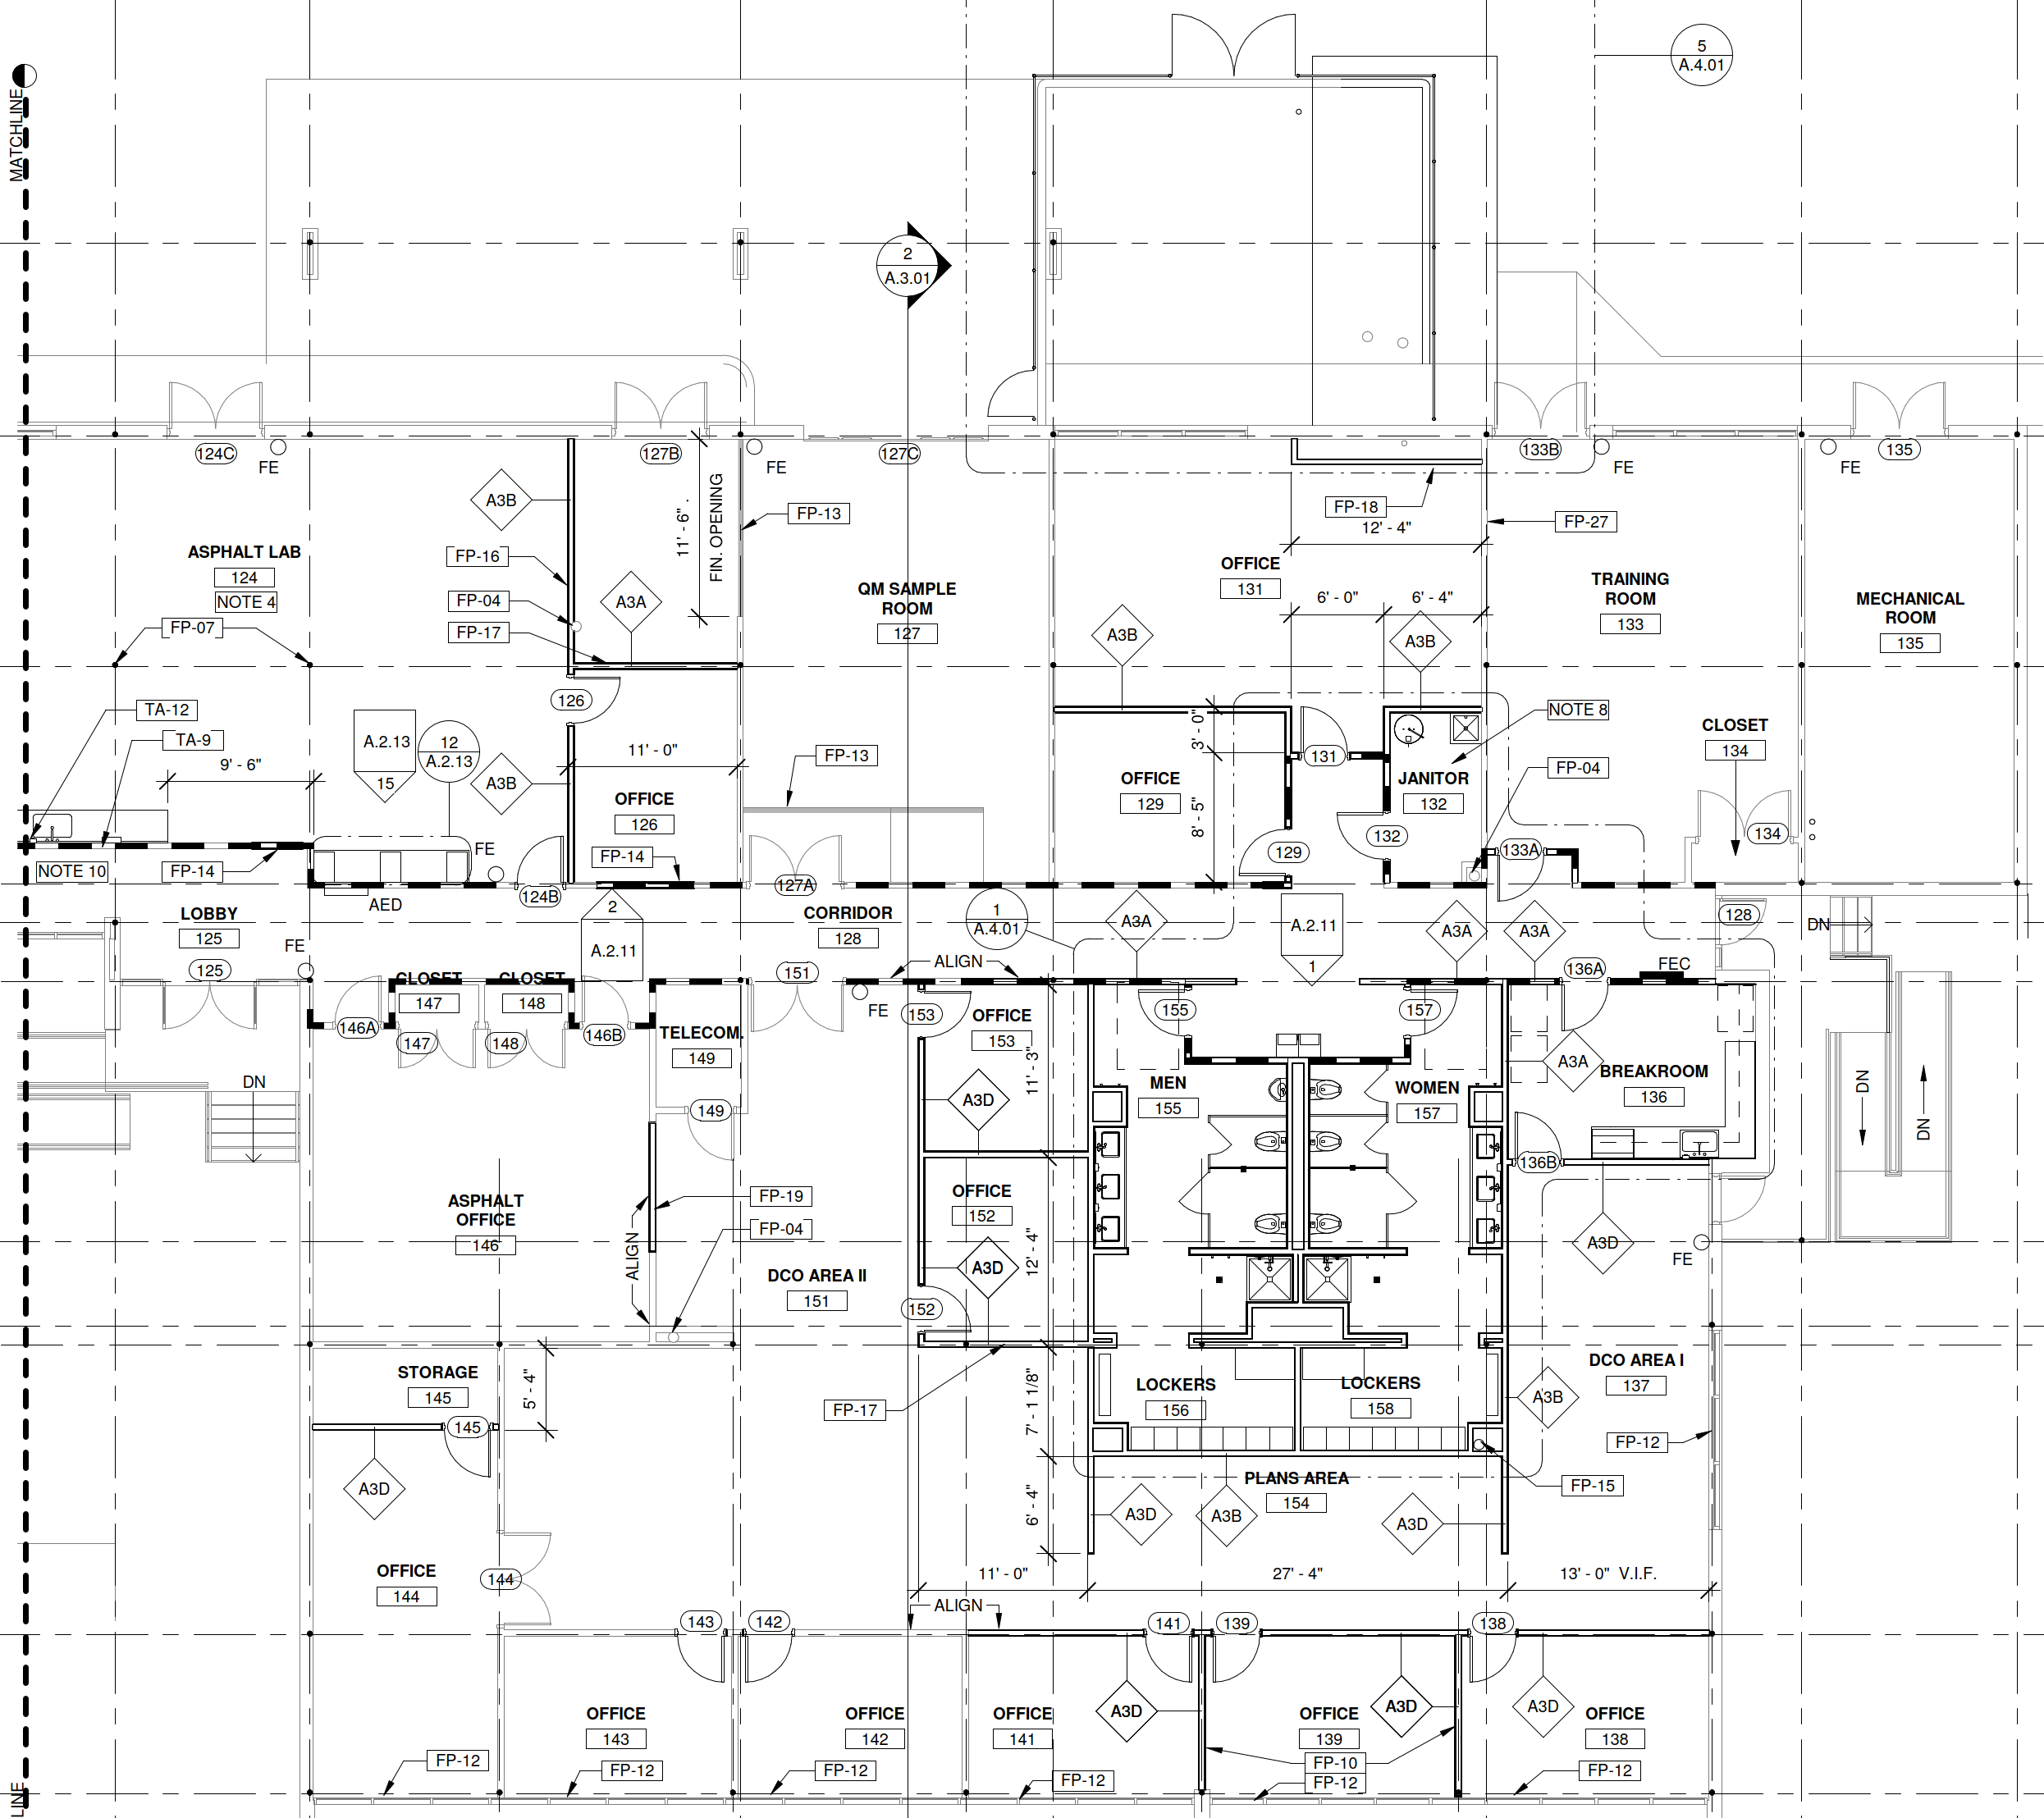 5
A.4.01
MATCHLINE
2
A.3.01
124C
FE
127B
FE
127C
133B
FE
FE
135
A3B
11' - 6"
FIN. OPENING
FP-13
FP-18
12' - 4"
FP-27
ASPHALT LAB
124
NOTE 4
FP-16
FP-04
FP-17
A3A
QM SAMPLE
ROOM
127
OFFICE
131
TRAINING
ROOM
133
MECHANICAL
ROOM
135
FP-07
6' - 0"
6' - 4"
A3B
A3B
126
TA-12
TA-9
9' - 6"
A.2.13
15
12
A.2.13
A3B
11' - 0"
FP-13
3' - 0"
131
NOTE 8
CLOSET
134
FP-04
OFFICE
126
OFFICE
129
8' - 5"
JANITOR
132
132
134
129
133A
NOTE 10
FP-14
FE
FP-14
124B
127A
AED
LOBBY
125
2
A.2.11
CORRIDOR
128
1
A.4.01
A3A
A.2.11
1
A3A
A3A
128
DN
FE
125
151
ALIGN
136A
FEC
CLOSET
147
CLOSET
148
146A
147
148
146B
TELECOM.
149
FE
153
OFFICE
153
155
157
DN
149
A3D
11' - 3"
MEN
155
WOMEN
157
A3A
BREAKROOM
136
DN
DN
136B
ASPHALT
OFFICE
146
FP-19
FP-04
ALIGN
OFFICE
152
A3D
12' - 4"
A3D
FE
DCO AREA II
151
152
STORAGE
145
5' - 4"
145
FP-17
7' - 1 1/8"
LOCKERS
156
LOCKERS
158
DCO AREA I
137
A3B
FP-12
A3D
PLANS AREA
154
FP-15
6' - 4"
A3D
A3B
A3D
OFFICE
144
144
11' - 0"
27' - 4"
13' - 0" V.I.F.
ALIGN
143
142
141
139
138
OFFICE
143
OFFICE
142
OFFICE
141
A3D
OFFICE
139
A3D
A3D
OFFICE
138
FP-12
FP-12
FP-12
FP-12
FP-10
FP-12
FP-12
LINE